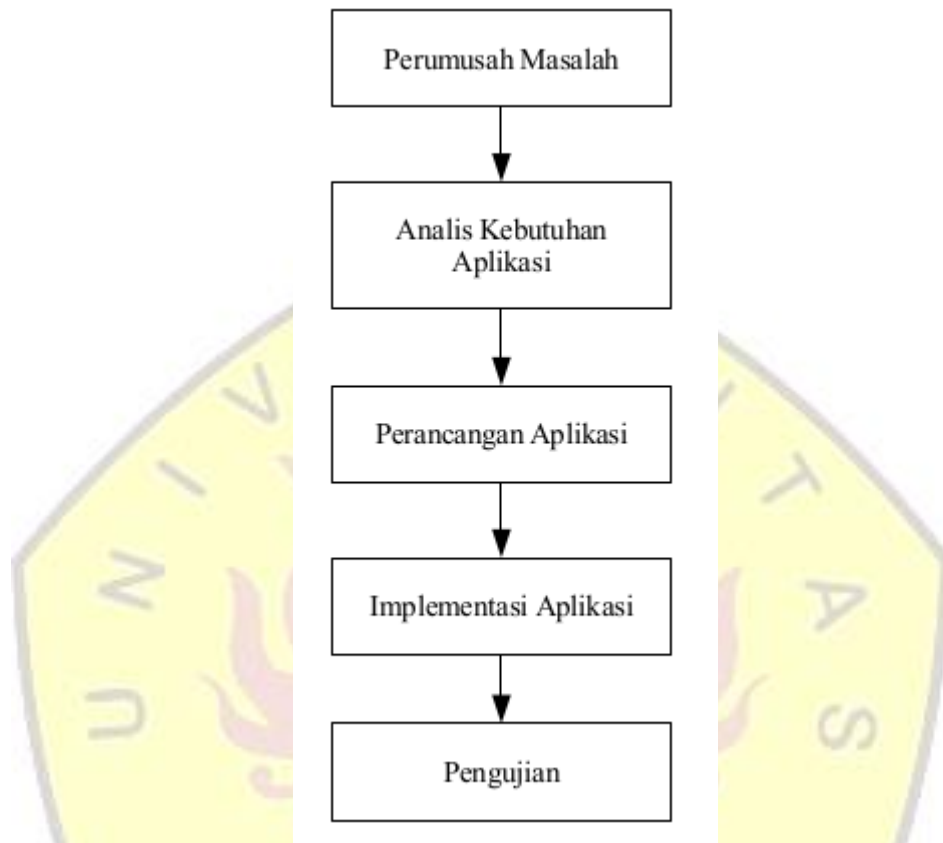 Perumusah Masalah
Analis Kebutuhan
Aplikasi
Perancangan Aplikasi
Implementasi Aplikasi
Pengujian
U N I V I T A S